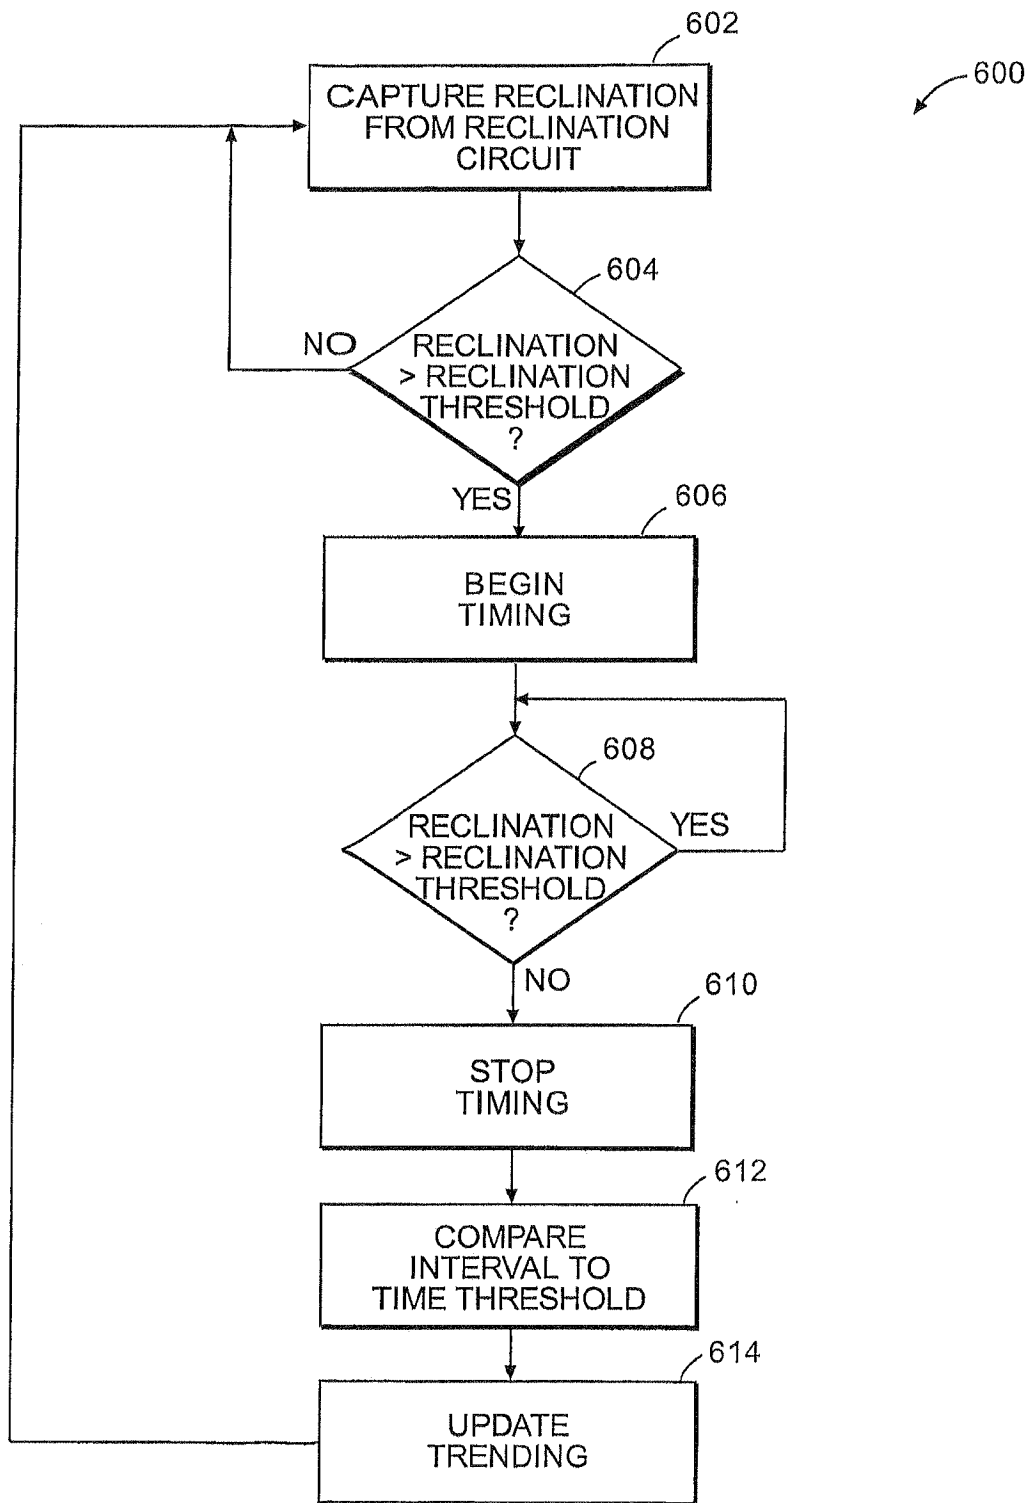 602
600
CAPTURE RECLINATION
FROM RECLINATION
CIRCUIT
604
NO
RECLINATION
> RECLINATION
THRESHOLD
?
YES
606
BEGIN
TIMING
608
RECLINATION
> RECLINATION
THRESHOLD
?
YES
NO
610
STOP
TIMING
612
COMPARE
INTERVAL TO
TIME THRESHOLD
614
UPDATE
TRENDING